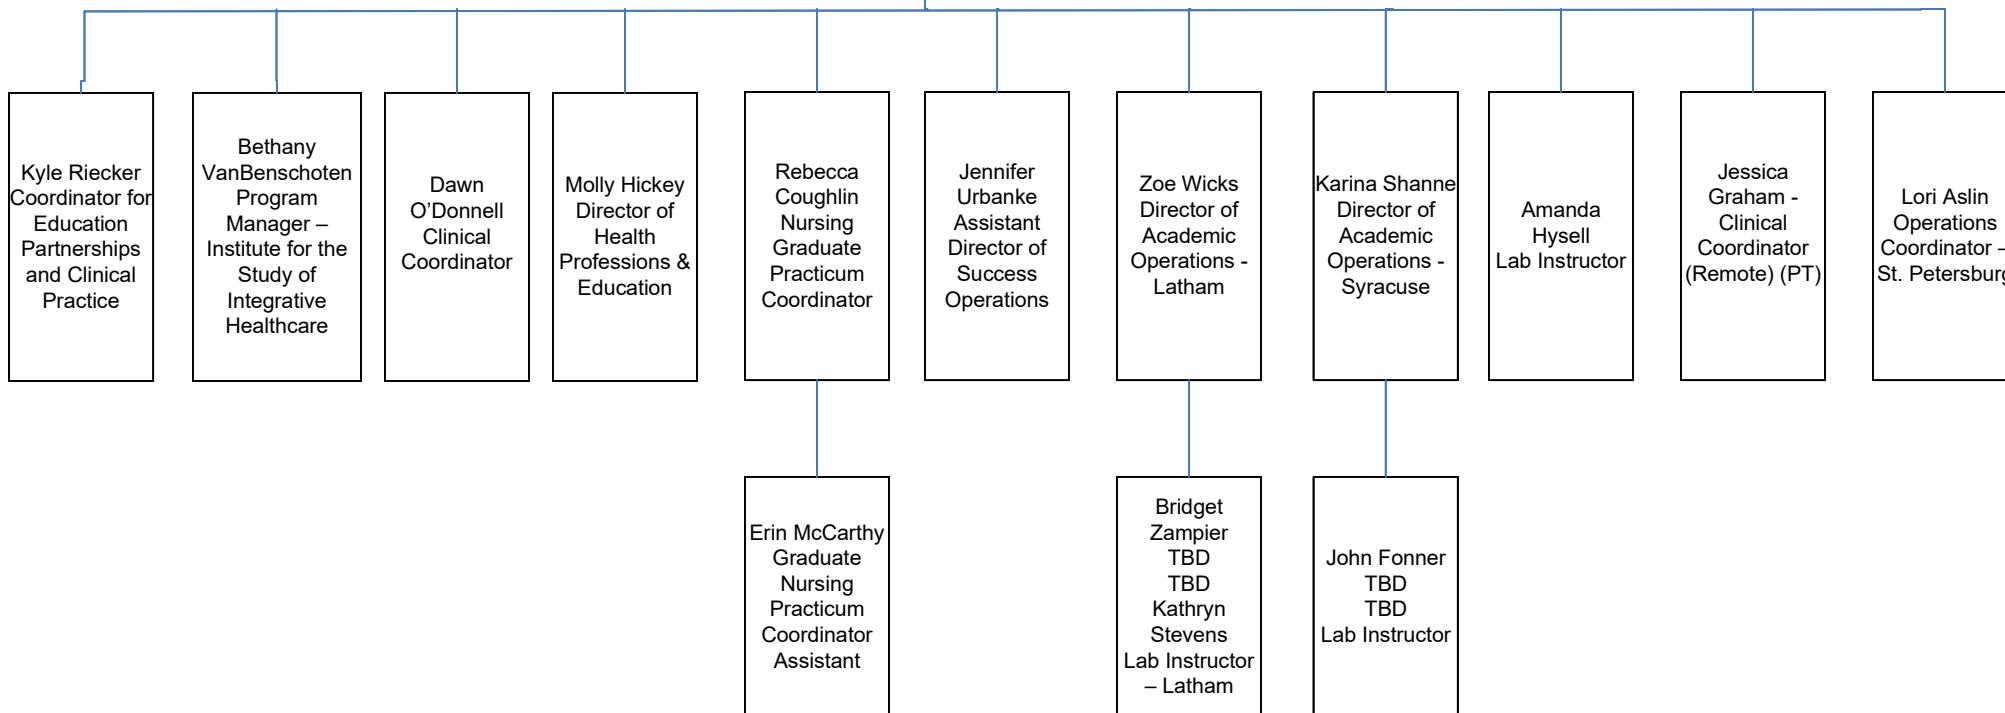 Kyle Riecker
Coordinator for
Education
Partnerships
and Clinical
Practice
Bethany
VanBenschoten
Program
Manager –
Institute for the
Study of
Integrative
Healthcare
Dawn
O’Donnell
Clinical
Coordinator
Molly Hickey
Director of
Health
Professions &
Education
Rebecca
Coughlin
Nursing
Graduate
Practicum
Coordinator
Jennifer
Urbanke
Assistant
Director of
Success
Operations
Zoe Wicks
Director of
Academic
Operations -
Latham
Karina Shanne
Director of
Academic
Operations -
Syracuse
Amanda
Hysell
Lab Instructor
Jessica
Graham -
Clinical
Coordinator
(Remote) (PT)
Lori Aslin
Operations
Coordinator –
St. Petersburg
Erin McCarthy
Graduate
Nursing
Practicum
Coordinator
Assistant
Bridget
Zampier
TBD
TBD
Kathryn
Stevens
Lab Instructor
– Latham
John Fonner
TBD
TBD
Lab Instructor